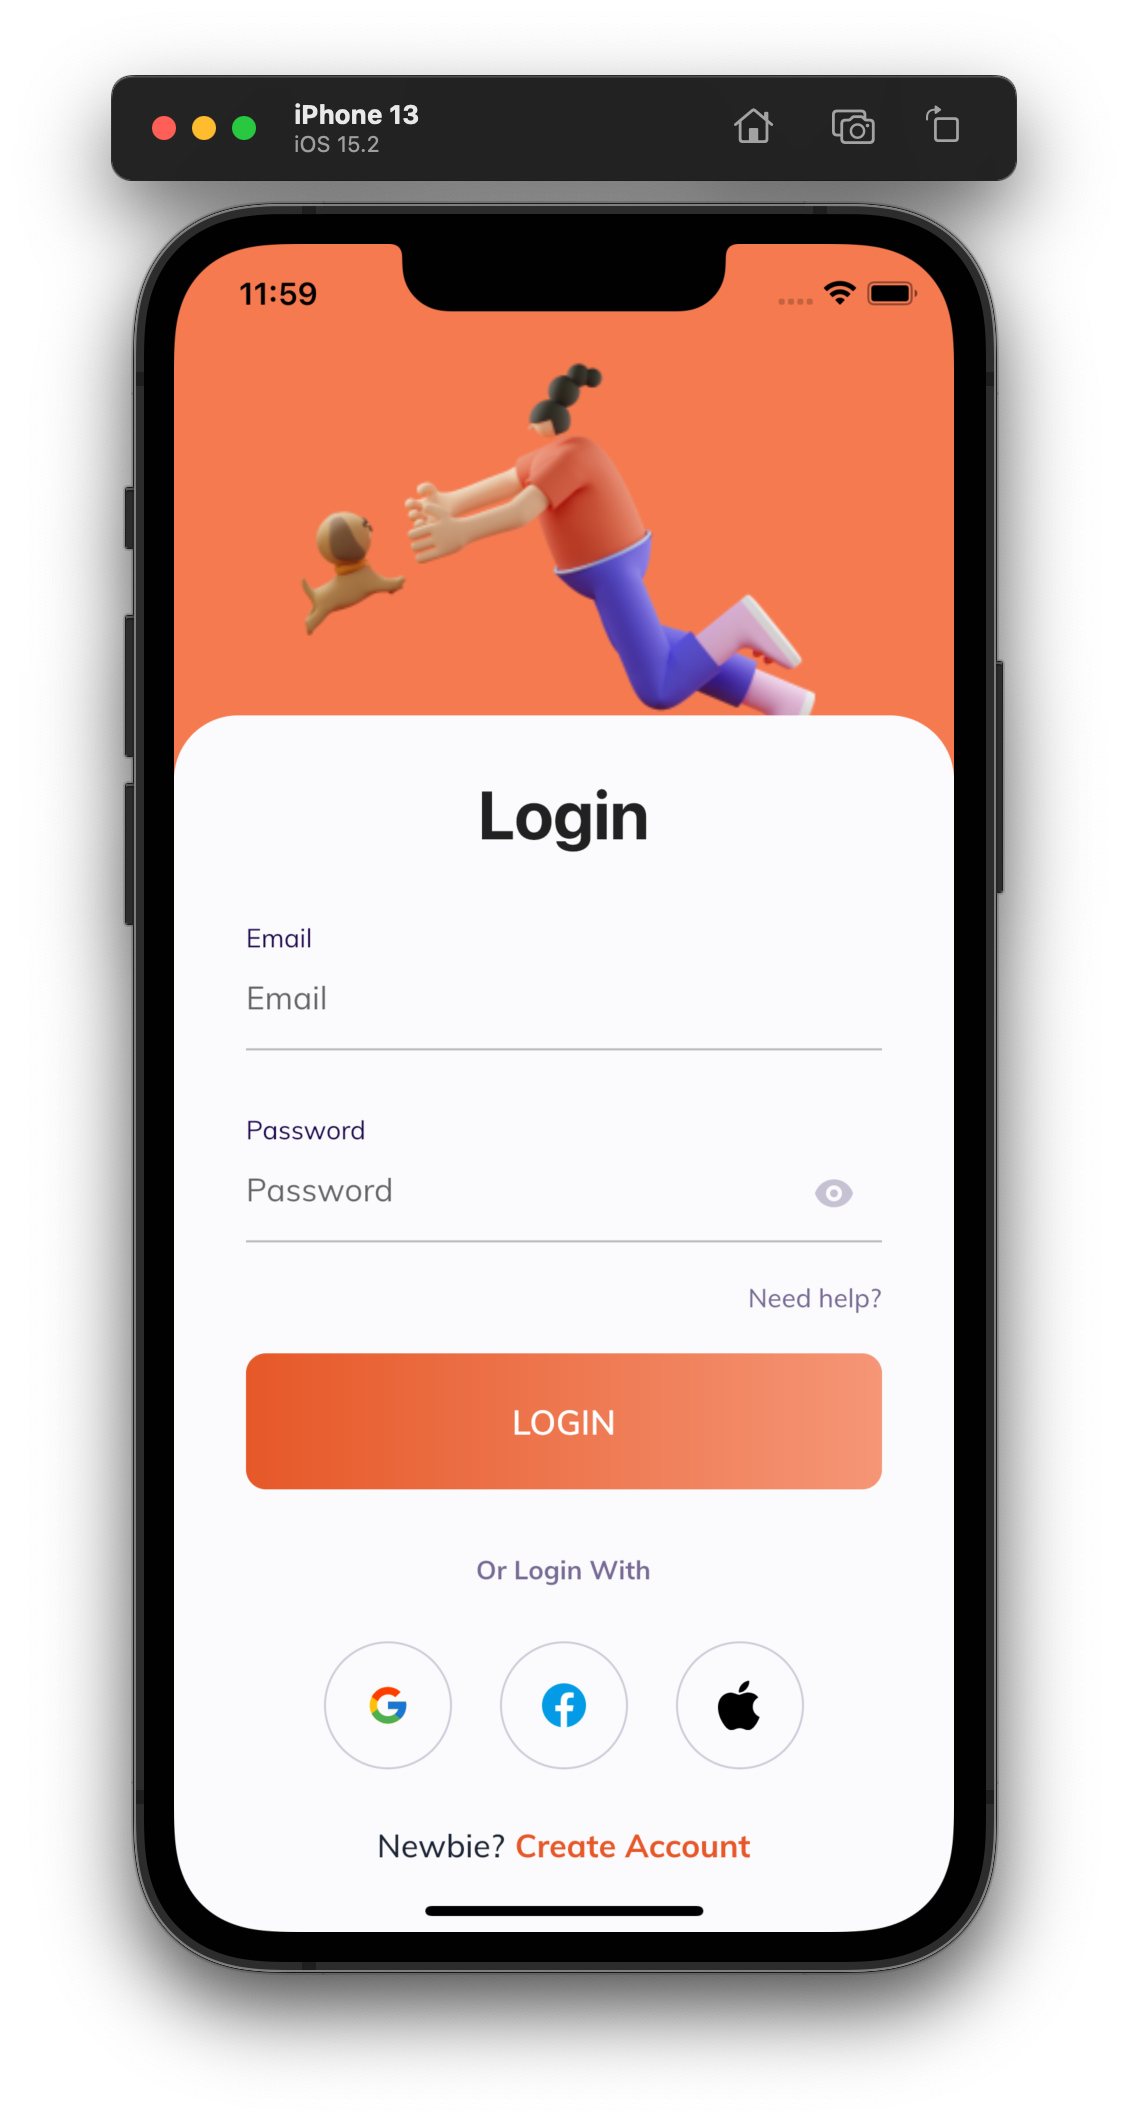 iPhone 13
iOS 15.2
11:59
Login
Email
Email
Password
Password
Need help?
LOGIN
Or Login With
Newbie? Create Account